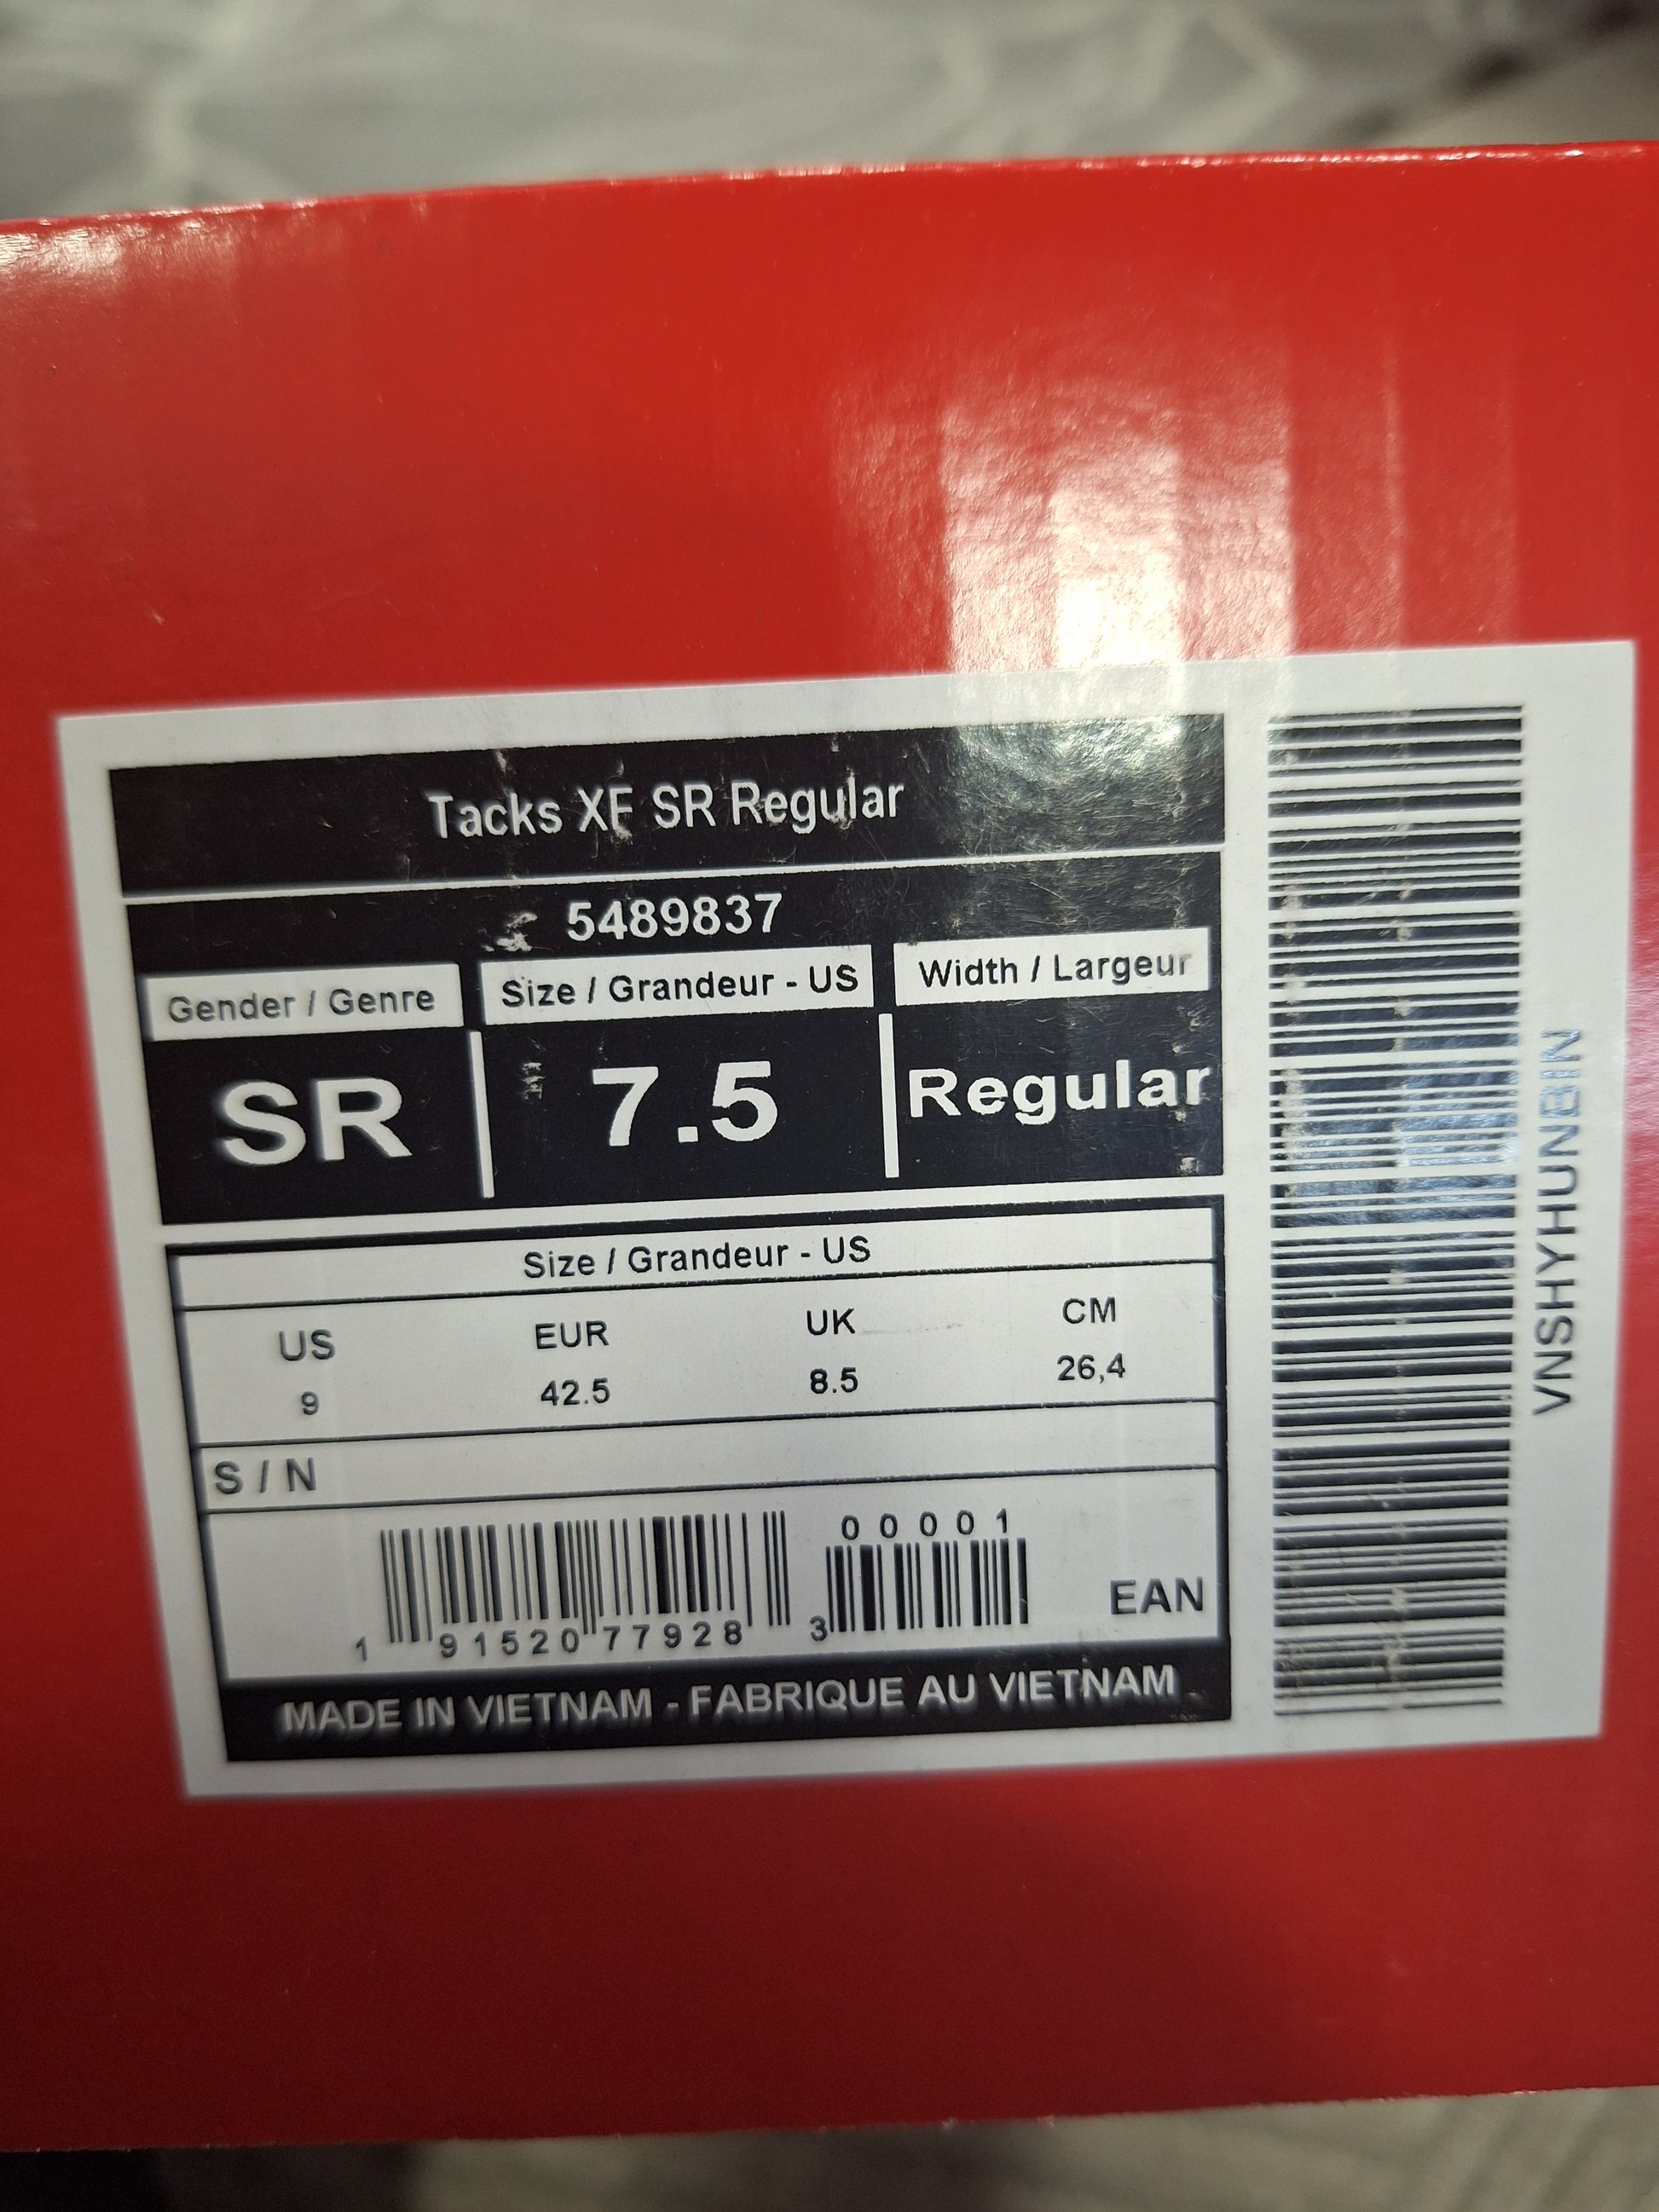 Tacks XF SR Regular
5489837
Gender / Genre
Size / Grandeur - US
Width / Largeur
SR
7.5
Regular
Size / Grandeur - US
US EUR UK CM
9 42.5 8.5 26,4
S / N
00001
1 91520 77928 3
EAN
MADE IN VIETNAM - FABRIQUE AU VIETNAM
VNSHYHUNBIN